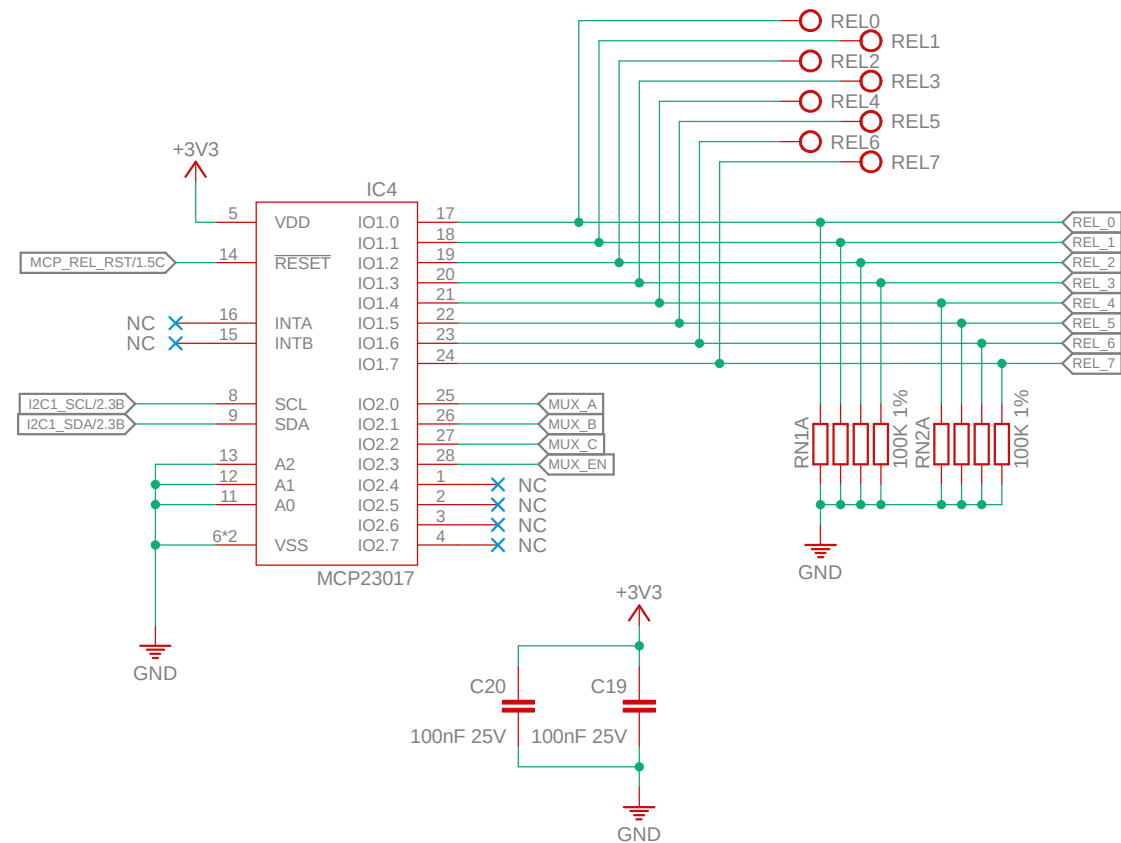 REL0
REL1
REL2
REL3
REL4
REL5
REL6
REL7
+3V3
IC4
5 VDD IO1.0 17 REL_0
IO1.1 18 REL_1
MCP_REL_RST/1.5C 14 RESET IO1.2 19 REL_2
IO1.3 20 REL_3
IO1.4 21 REL_4
NC 16 INTA IO1.5 22 REL_5
NC 15 INTB IO1.6 23 REL_6
IO1.7 24 REL_7
I2C1_SCL/2.3B 8 SCL IO2.0 25 MUX_A
I2C1_SDA/2.3B 9 SDA IO2.1 26 MUX_B
IO2.2 27 MUX_C
13 A2 IO2.3 28 MUX_EN
12 A1 IO2.4 1 NC
11 A0 IO2.5 2 NC
IO2.6 3 NC
6*2 VSS IO2.7 4 NC
MCP23017
RN1A
100K 1%
RN2A
100K 1%
GND
GND
+3V3
C20 C19
100nF 25V 100nF 25V
GND